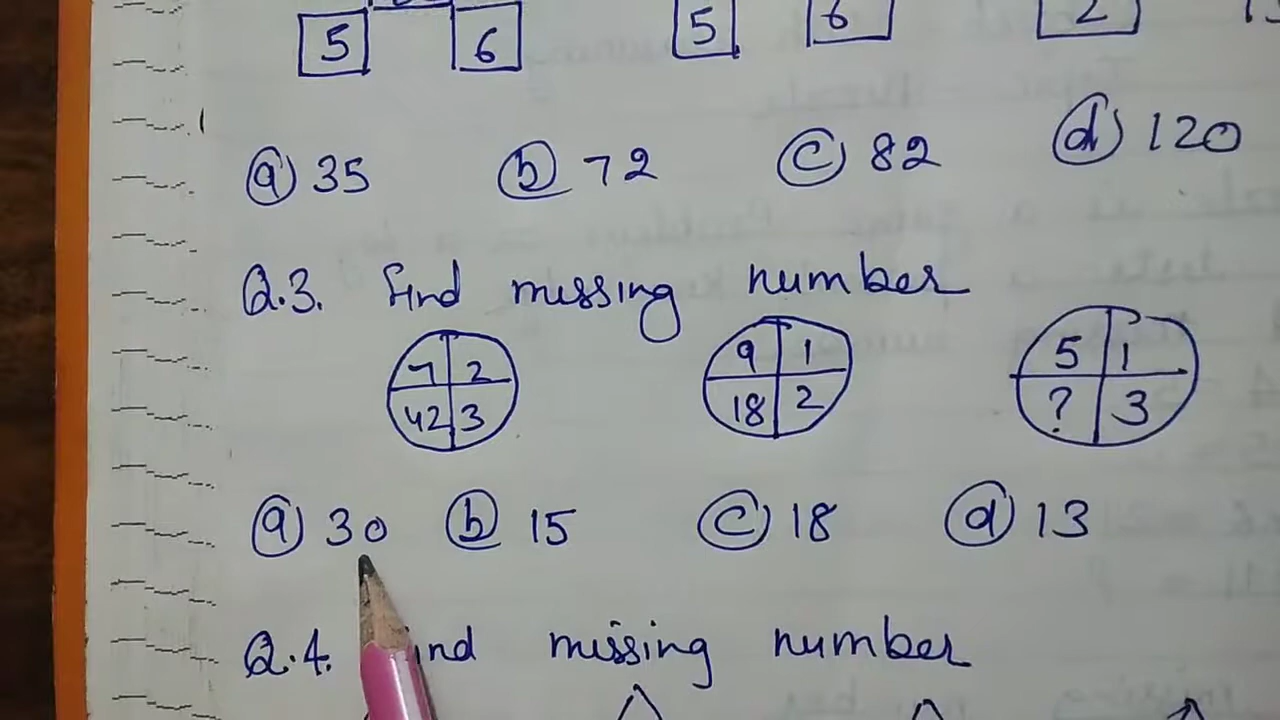 5 6 5 6 2
ⓐ 35 ⓑ 72 ⓒ 82 ⓓ 120
Q.3. Find missing number
7 2 9 1 5 1
42 3 18 2 ? 3
ⓐ 30 ⓑ 15 ⓒ 18 ⓓ 13
Q.4. missing number